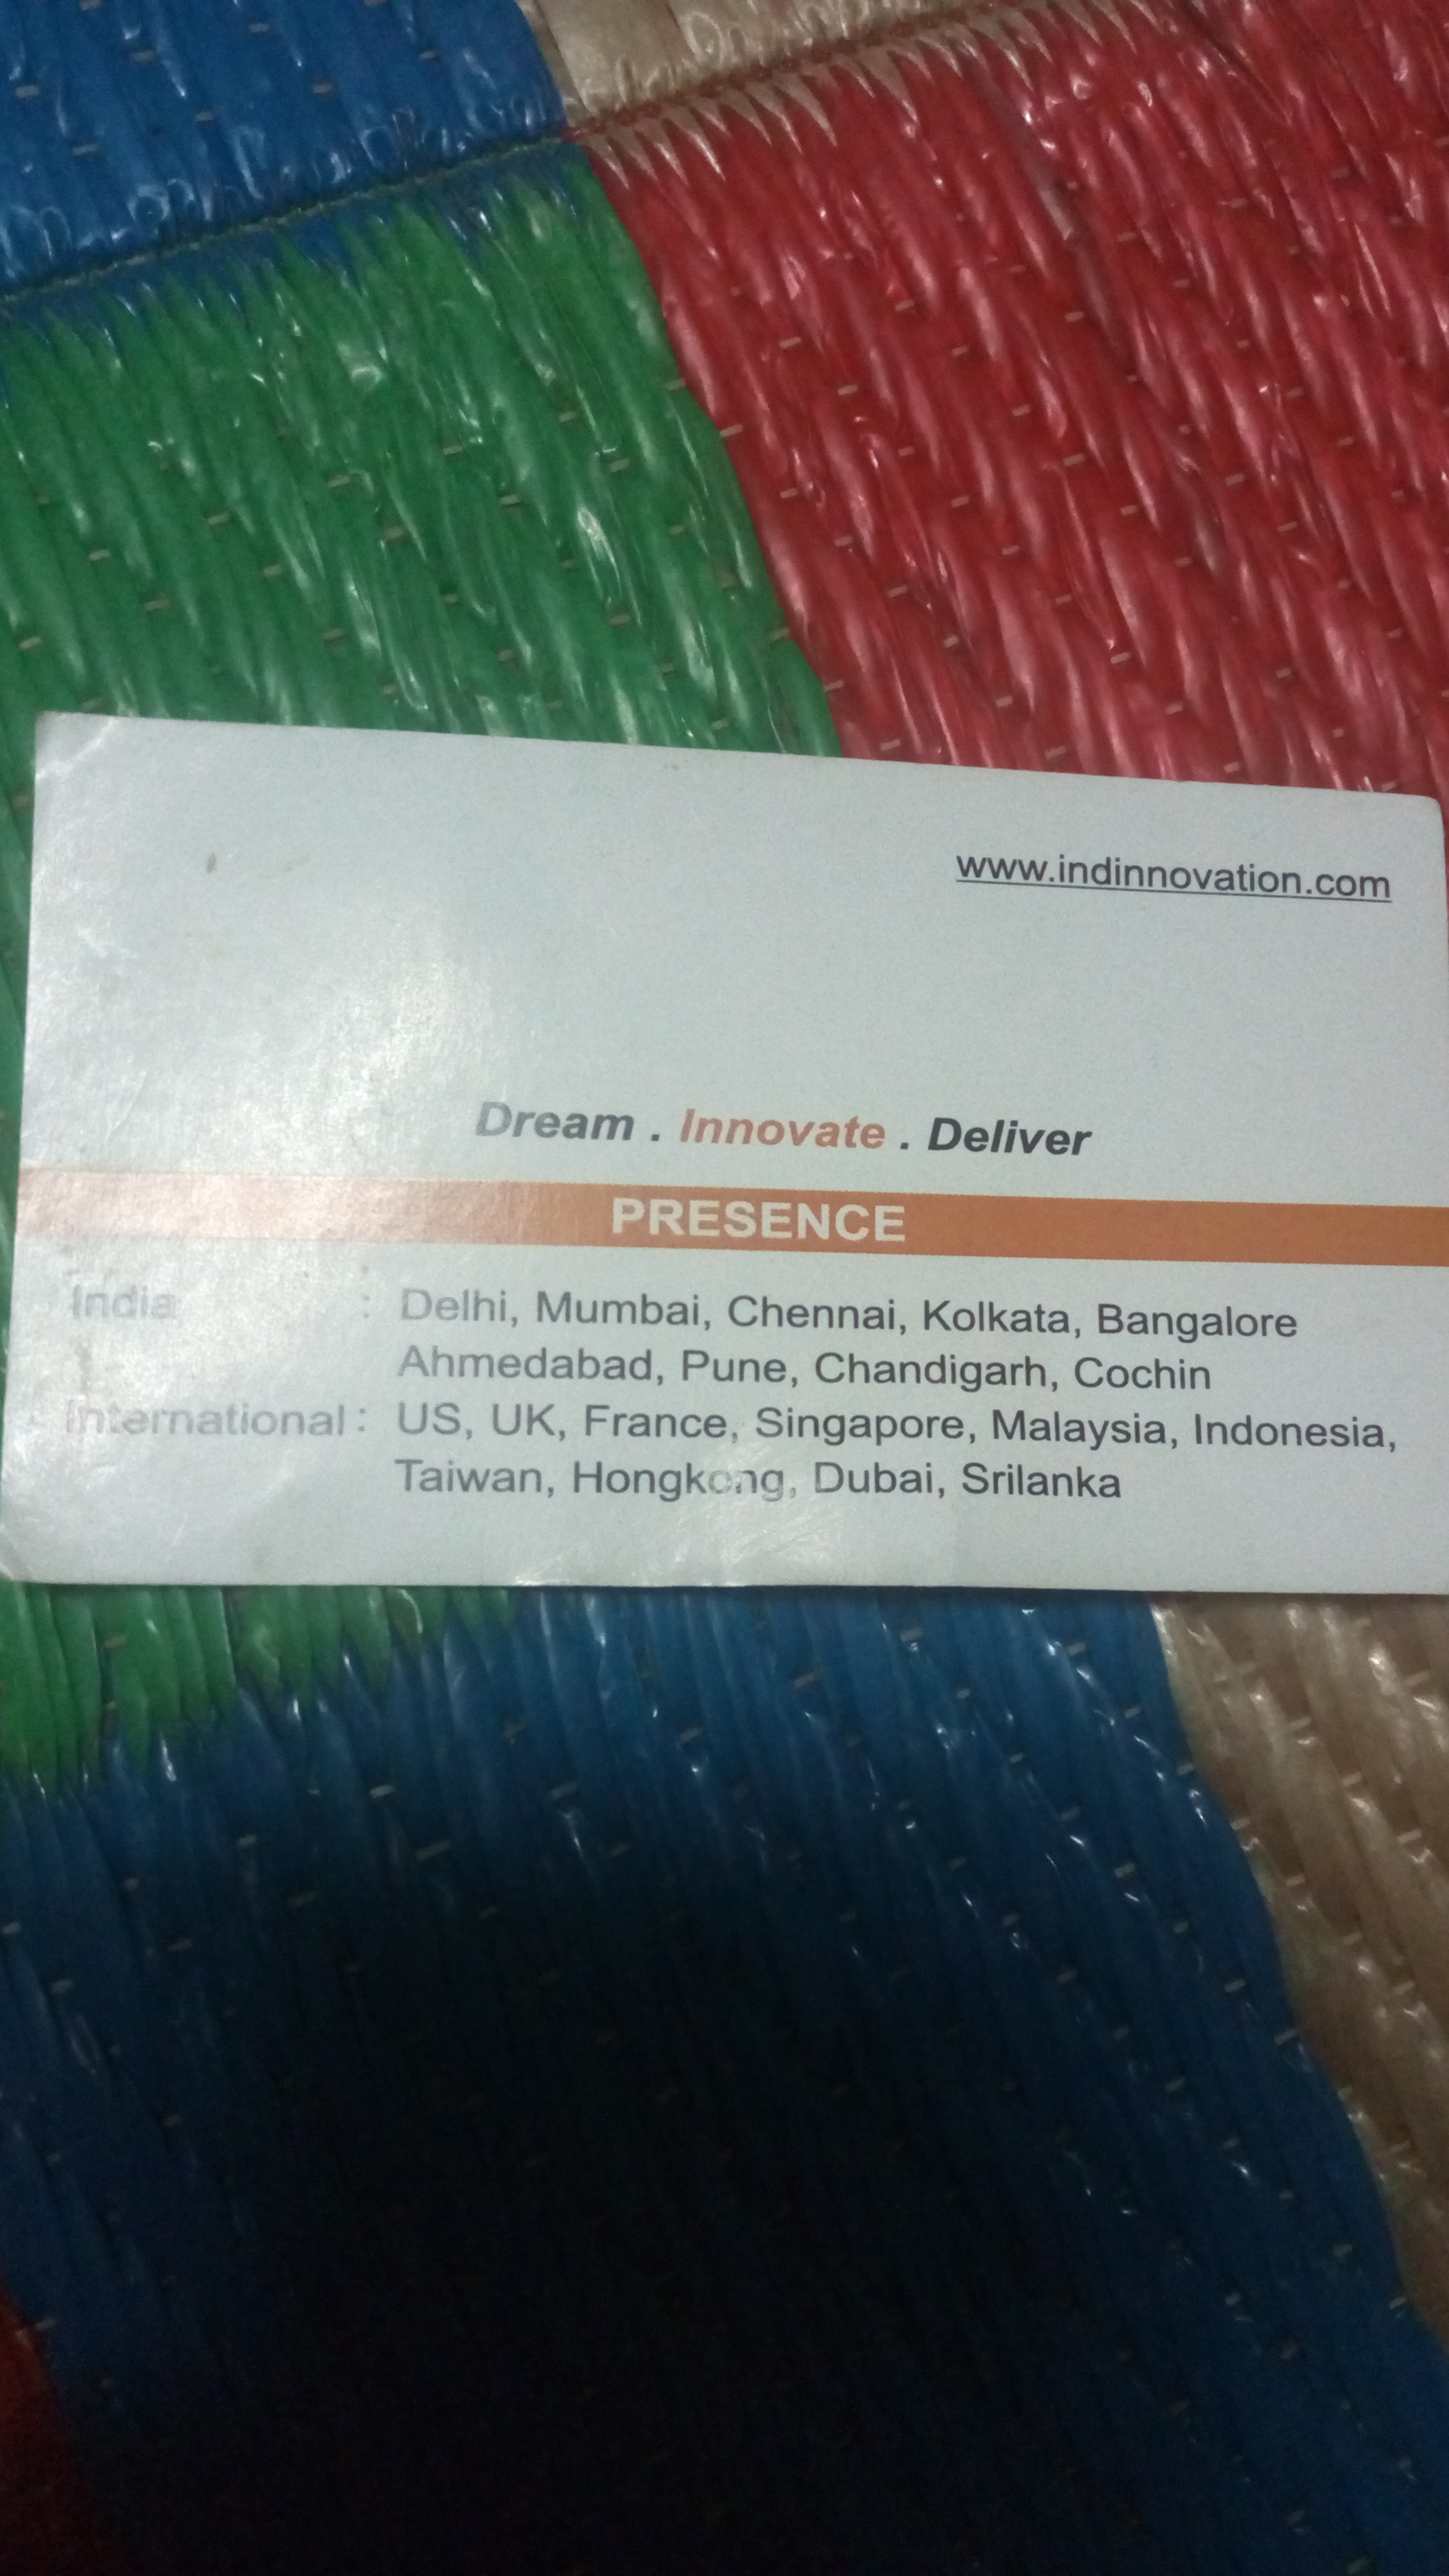 www.indinnovation.com
Dream . Innovate . Deliver
PRESENCE
India : Delhi, Mumbai, Chennai, Kolkata, Bangalore
Ahmedabad, Pune, Chandigarh, Cochin
International : US, UK, France, Singapore, Malaysia, Indonesia,
Taiwan, Hongkong, Dubai, Srilanka